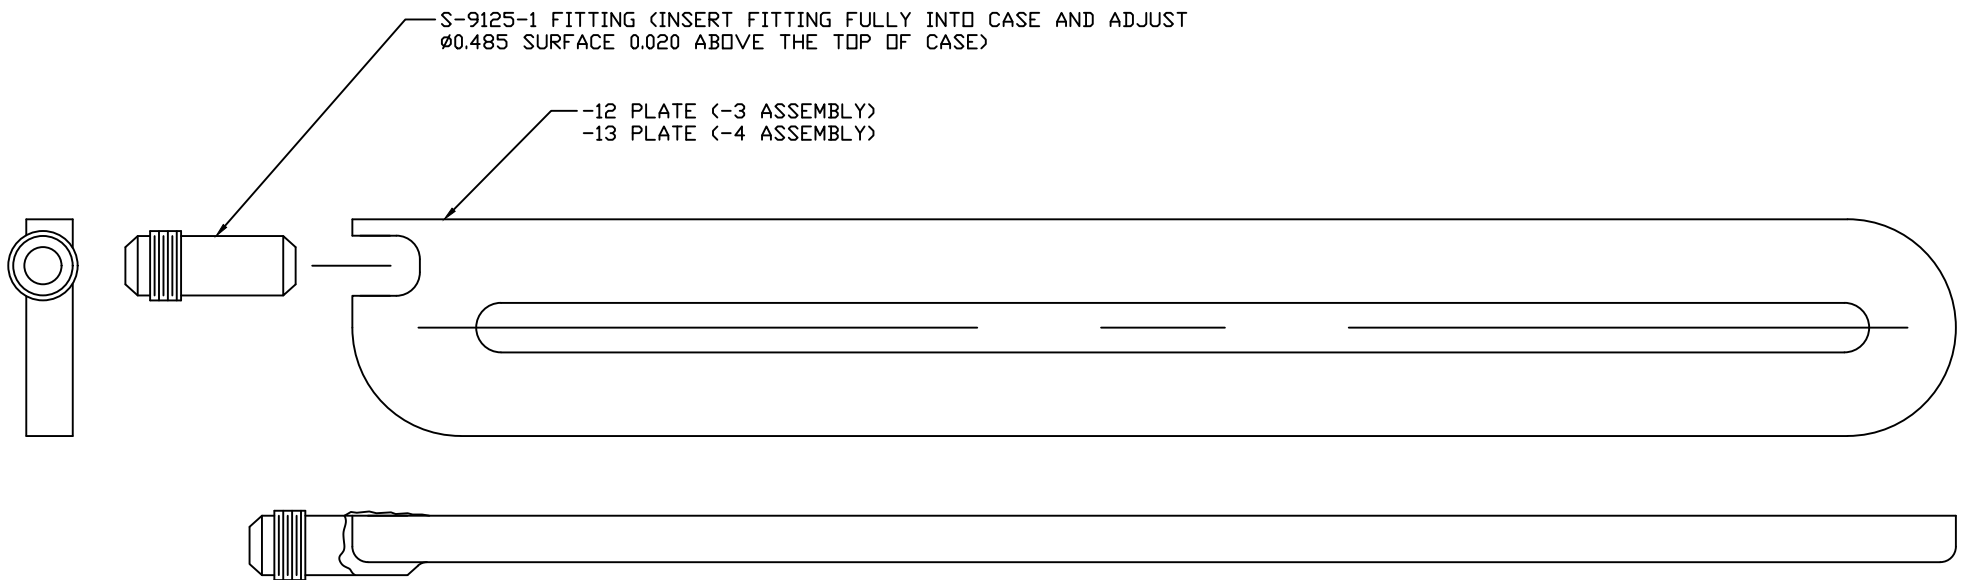 S-9125-1 FITTING (INSERT FITTING FULLY INTO CASE AND ADJUST
Ø0.485 SURFACE 0.020 ABOVE THE TOP OF CASE)
-12 PLATE (-3 ASSEMBLY)
-13 PLATE (-4 ASSEMBLY)